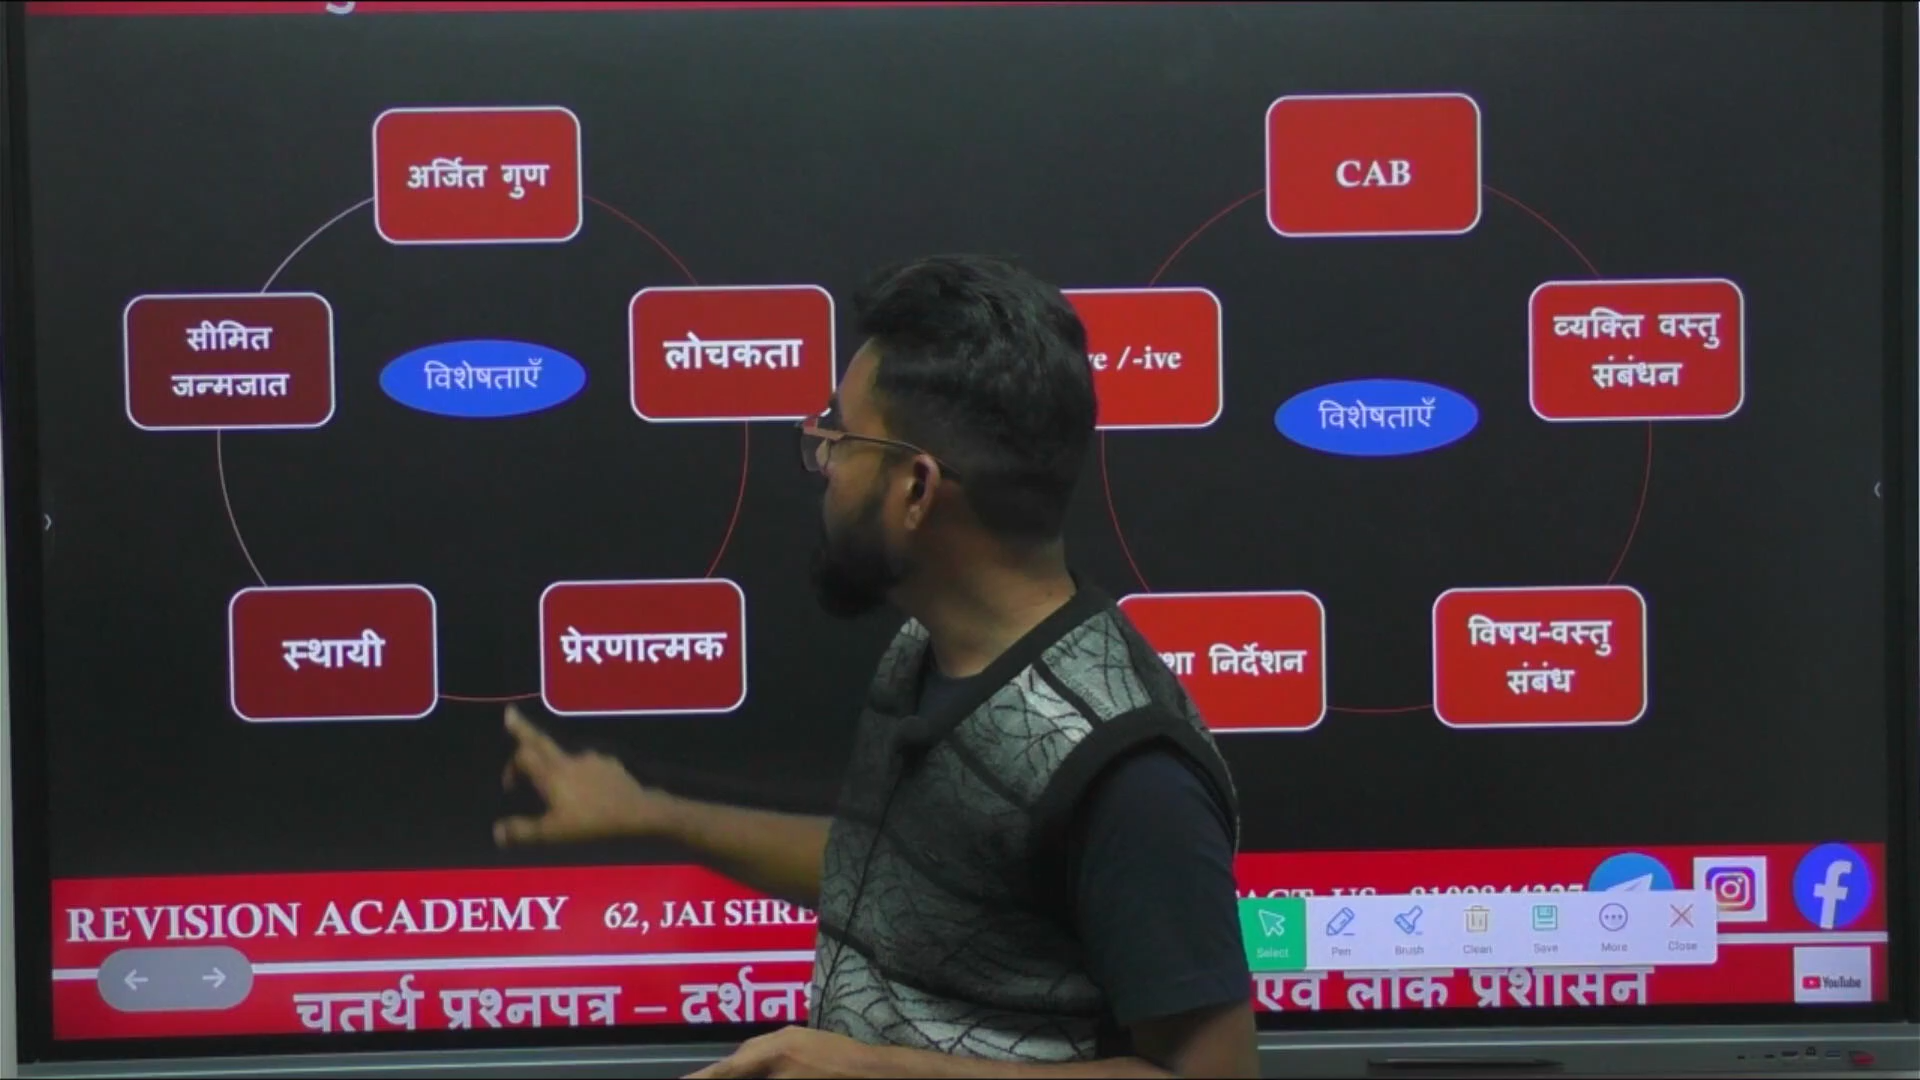 अर्जित गुण
सीमित
जन्मजात
विशेषताएँ
लोचकता
स्थायी
प्रेरणात्मक
CAB
/-ive
व्यक्ति वस्तु
संबंधन
विशेषताएँ
निर्देशन
विषय-वस्तु
संबंध
REVISION ACADEMY 62, JAI SHRE
US
Select
Pen
Brush
Clean
Save
More
Close
चतर्थ प्रश्नपत्र – दर्शन
एवं लोक प्रशासन
YouTube